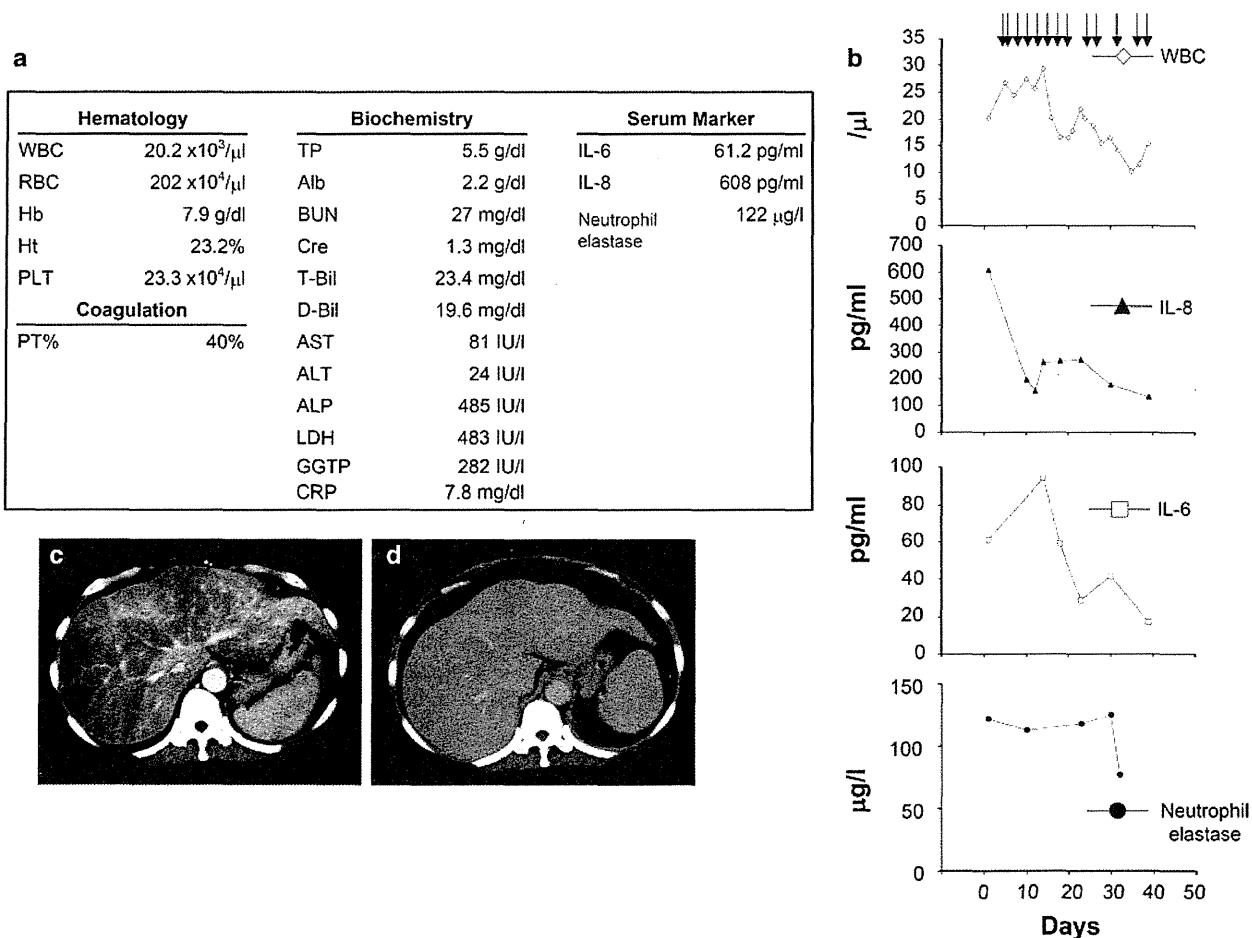 a
Hematology
WBC 20.2 x10³/μl
RBC 202 x10⁴/μl
Hb 7.9 g/dl
Ht 23.2%
PLT 23.3 x10⁴/μl
Coagulation
PT% 40%
Biochemistry
TP 5.5 g/dl
Alb 2.2 g/dl
BUN 27 mg/dl
Cre 1.3 mg/dl
T-Bil 23.4 mg/dl
D-Bil 19.6 mg/dl
AST 81 IU/l
ALT 24 IU/l
ALP 485 IU/l
LDH 483 IU/l
GGTP 282 IU/l
CRP 7.8 mg/dl
Serum Marker
IL-6 61.2 pg/ml
IL-8 608 pg/ml
Neutrophil 122 μg/l
elastase
b
35
30
25
20
15
10
5
0
/μl
WBC
700
600
500
400
300
200
100
0
pg/ml
IL-8
100
80
60
40
20
0
pg/ml
IL-6
150
100
50
0
μg/l
Neutrophil
elastase
0 10 20 30 40 50
Days
c
d